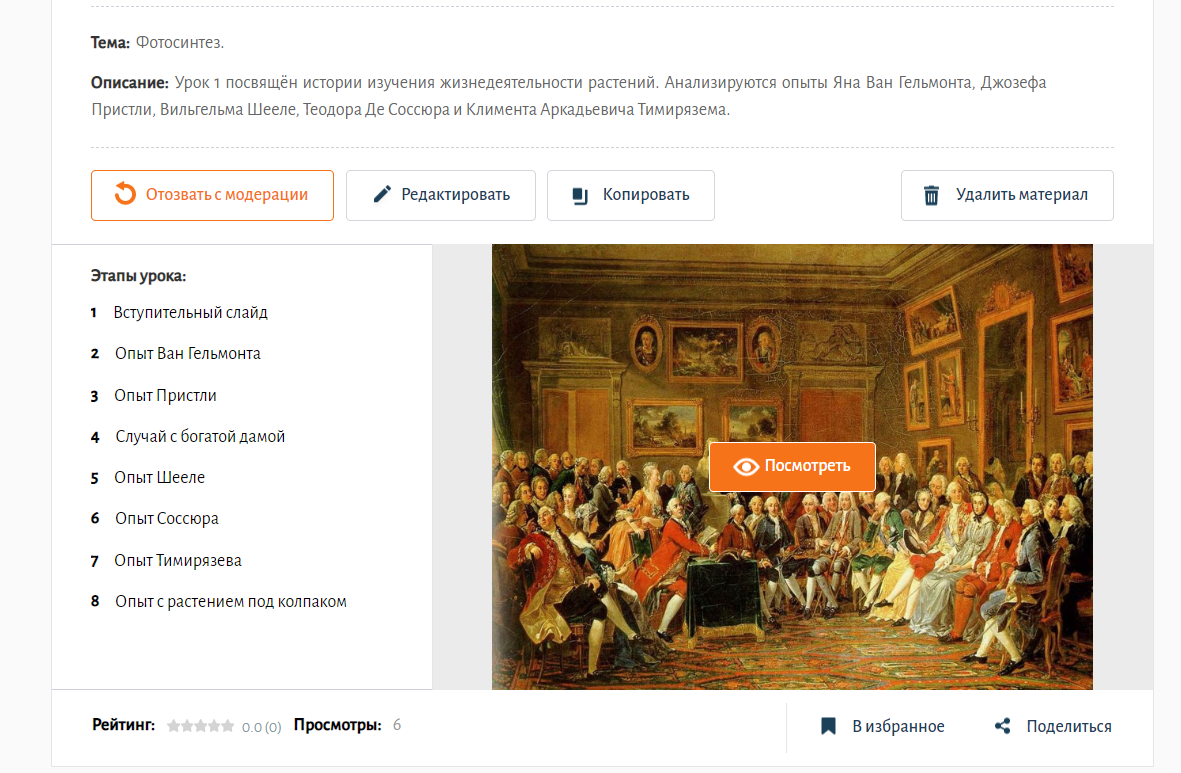 Тема: Фотосинтез.
Описание: Урок 1 посвящён истории изучения жизнедеятельности растений. Анализируются опыты Яна Ван Гельмонта, Джозефа
Пристли, Вильгельма Шееле, Теодора Де Соссюра и Климента Аркадьевича Тимирязема.
Отозвать с модерации
Редактировать
Копировать
Удалить материал
Этапы урока:
1 Вступительный слайд
2 Опыт Ван Гельмонта
3 Опыт Пристли
4 Случай с богатой дамой
5 Опыт Шееле
6 Опыт Соссюра
7 Опыт Тимирязева
8 Опыт с растением под колпаком
Посмотреть
Рейтинг: 0.0 (0) Просмотры: 6
В избранное
Поделиться